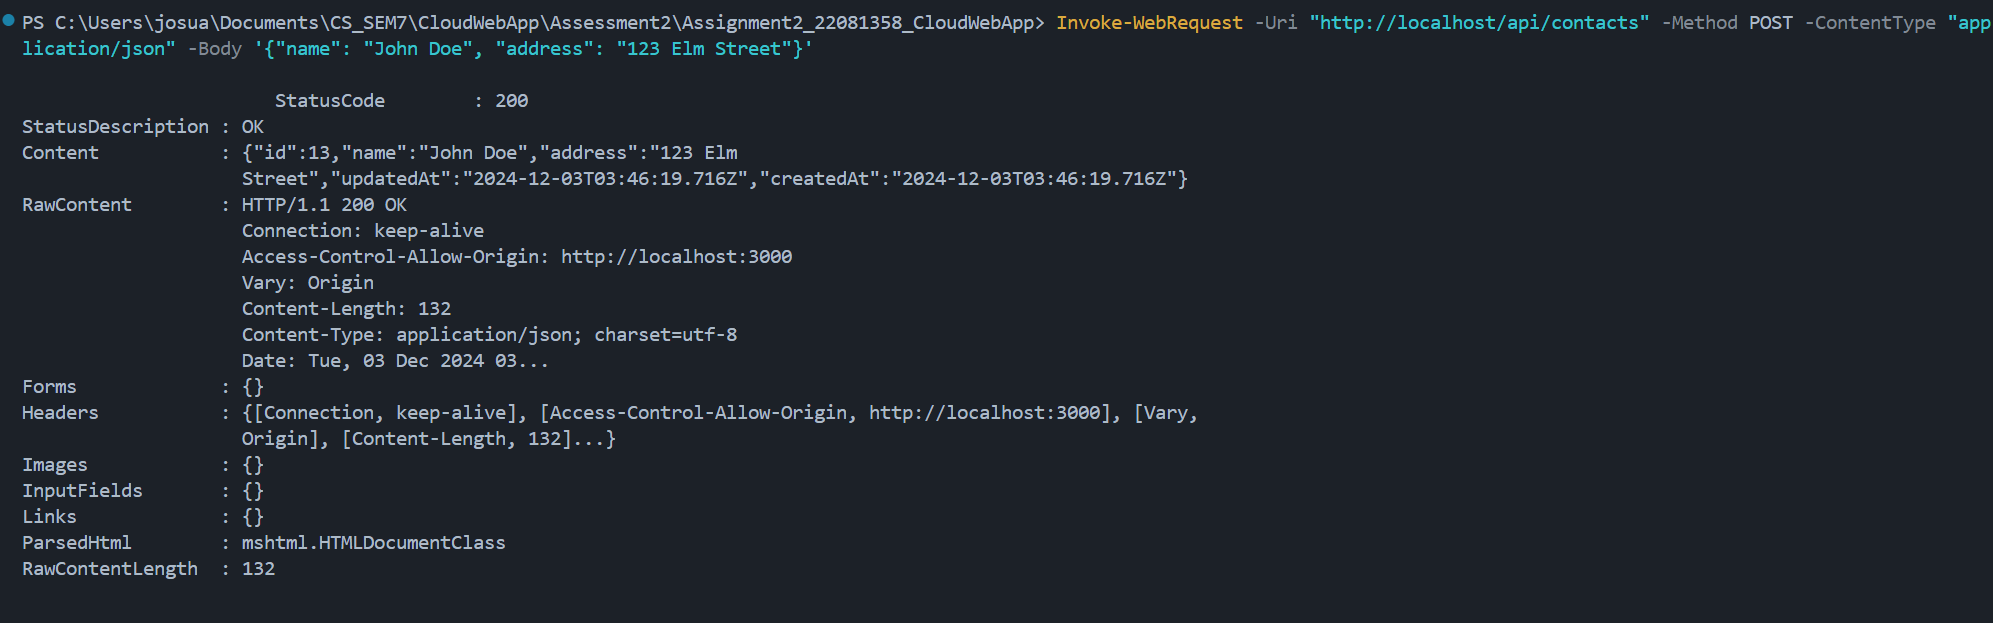 PS C:\Users\josua\Documents\CS_SEM7\CloudWebApp\Assessment2\Assignment2_22081358_CloudWebApp> Invoke-WebRequest -Uri "http://localhost/api/contacts" -Method POST -ContentType "app
lication/json" -Body '{"name": "John Doe", "address": "123 Elm Street"}'
StatusCode : 200
StatusDescription : OK
Content : {"id":13,"name":"John Doe","address":"123 Elm
Street","updatedAt":"2024-12-03T03:46:19.716Z","createdAt":"2024-12-03T03:46:19.716Z"}
RawContent : HTTP/1.1 200 OK
Connection: keep-alive
Access-Control-Allow-Origin: http://localhost:3000
Vary: Origin
Content-Length: 132
Content-Type: application/json; charset=utf-8
Date: Tue, 03 Dec 2024 03...
Forms : {}
Headers : {[Connection, keep-alive], [Access-Control-Allow-Origin, http://localhost:3000], [Vary,
Origin], [Content-Length, 132]...}
Images : {}
InputFields : {}
Links : {}
ParsedHtml : mshtml.HTMLDocumentClass
RawContentLength : 132